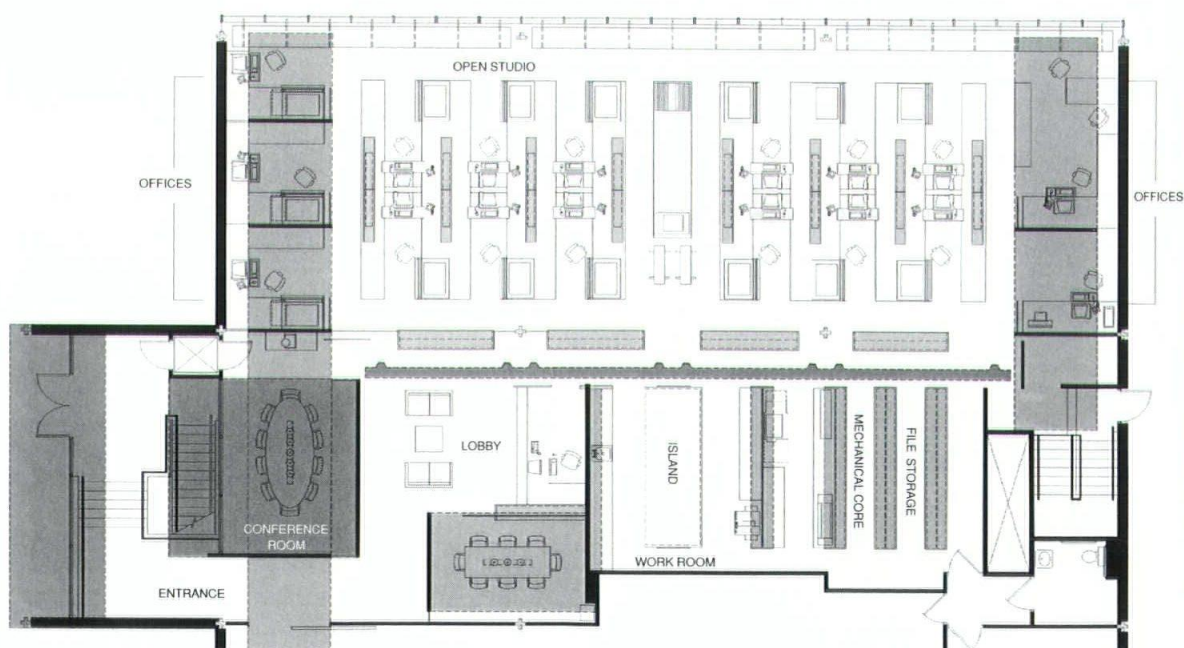 OPEN STUDIO
OFFICES
OFFICES
LOBBY
ISLAND
MECHANICAL CORE
FILE STORAGE
CONFERENCE
ROOM
WORK ROOM
ENTRANCE